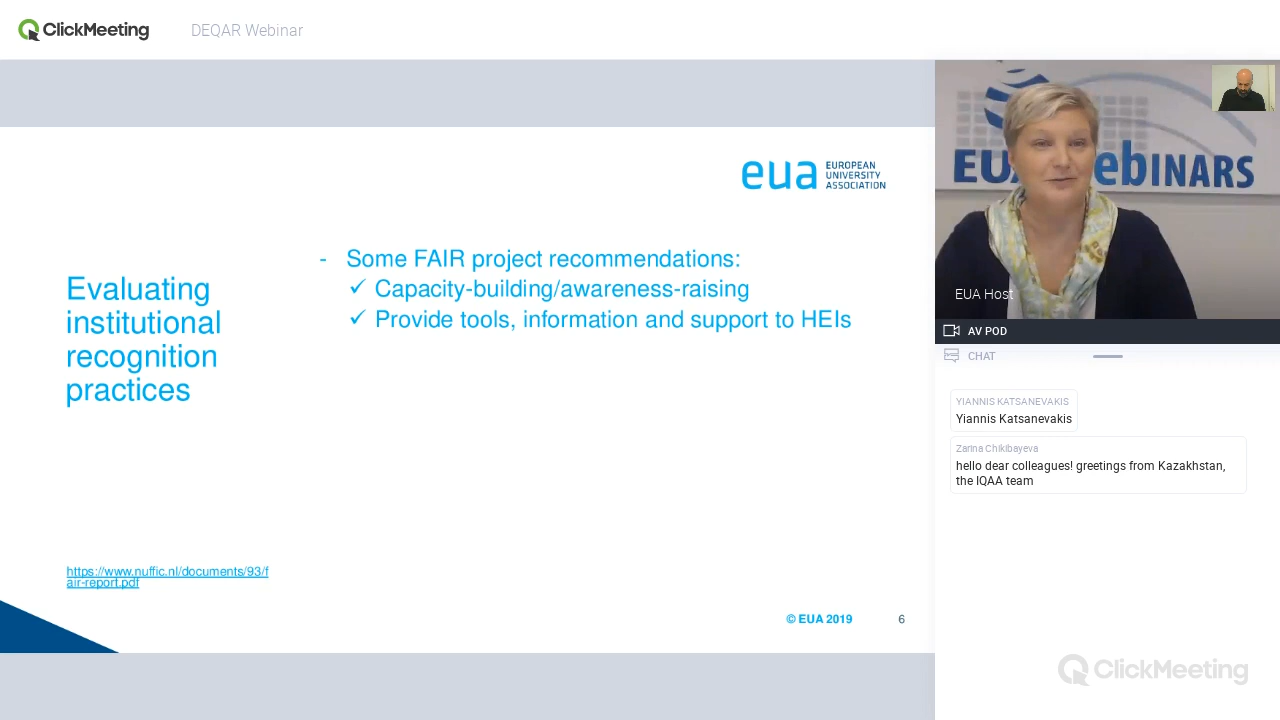 ClickMeeting
DEQAR Webinar
eua EUROPEAN
UNIVERSITY
ASSOCIATION
Evaluating
institutional
recognition
practices
- Some FAIR project recommendations:
✓ Capacity-building/awareness-raising
✓ Provide tools, information and support to HEIs
https://www.nuffic.nl/documents/93/f
air-report.pdf
© EUA 2019
6
EUA Webinars
EUA Host
AV POD
CHAT
YIANNIS KATSANEVAKIS
Yiannis Katsanevakis
Zarina Chikibayeva
hello dear colleagues! greetings from Kazakhstan,
the IQAA team
ClickMeeting